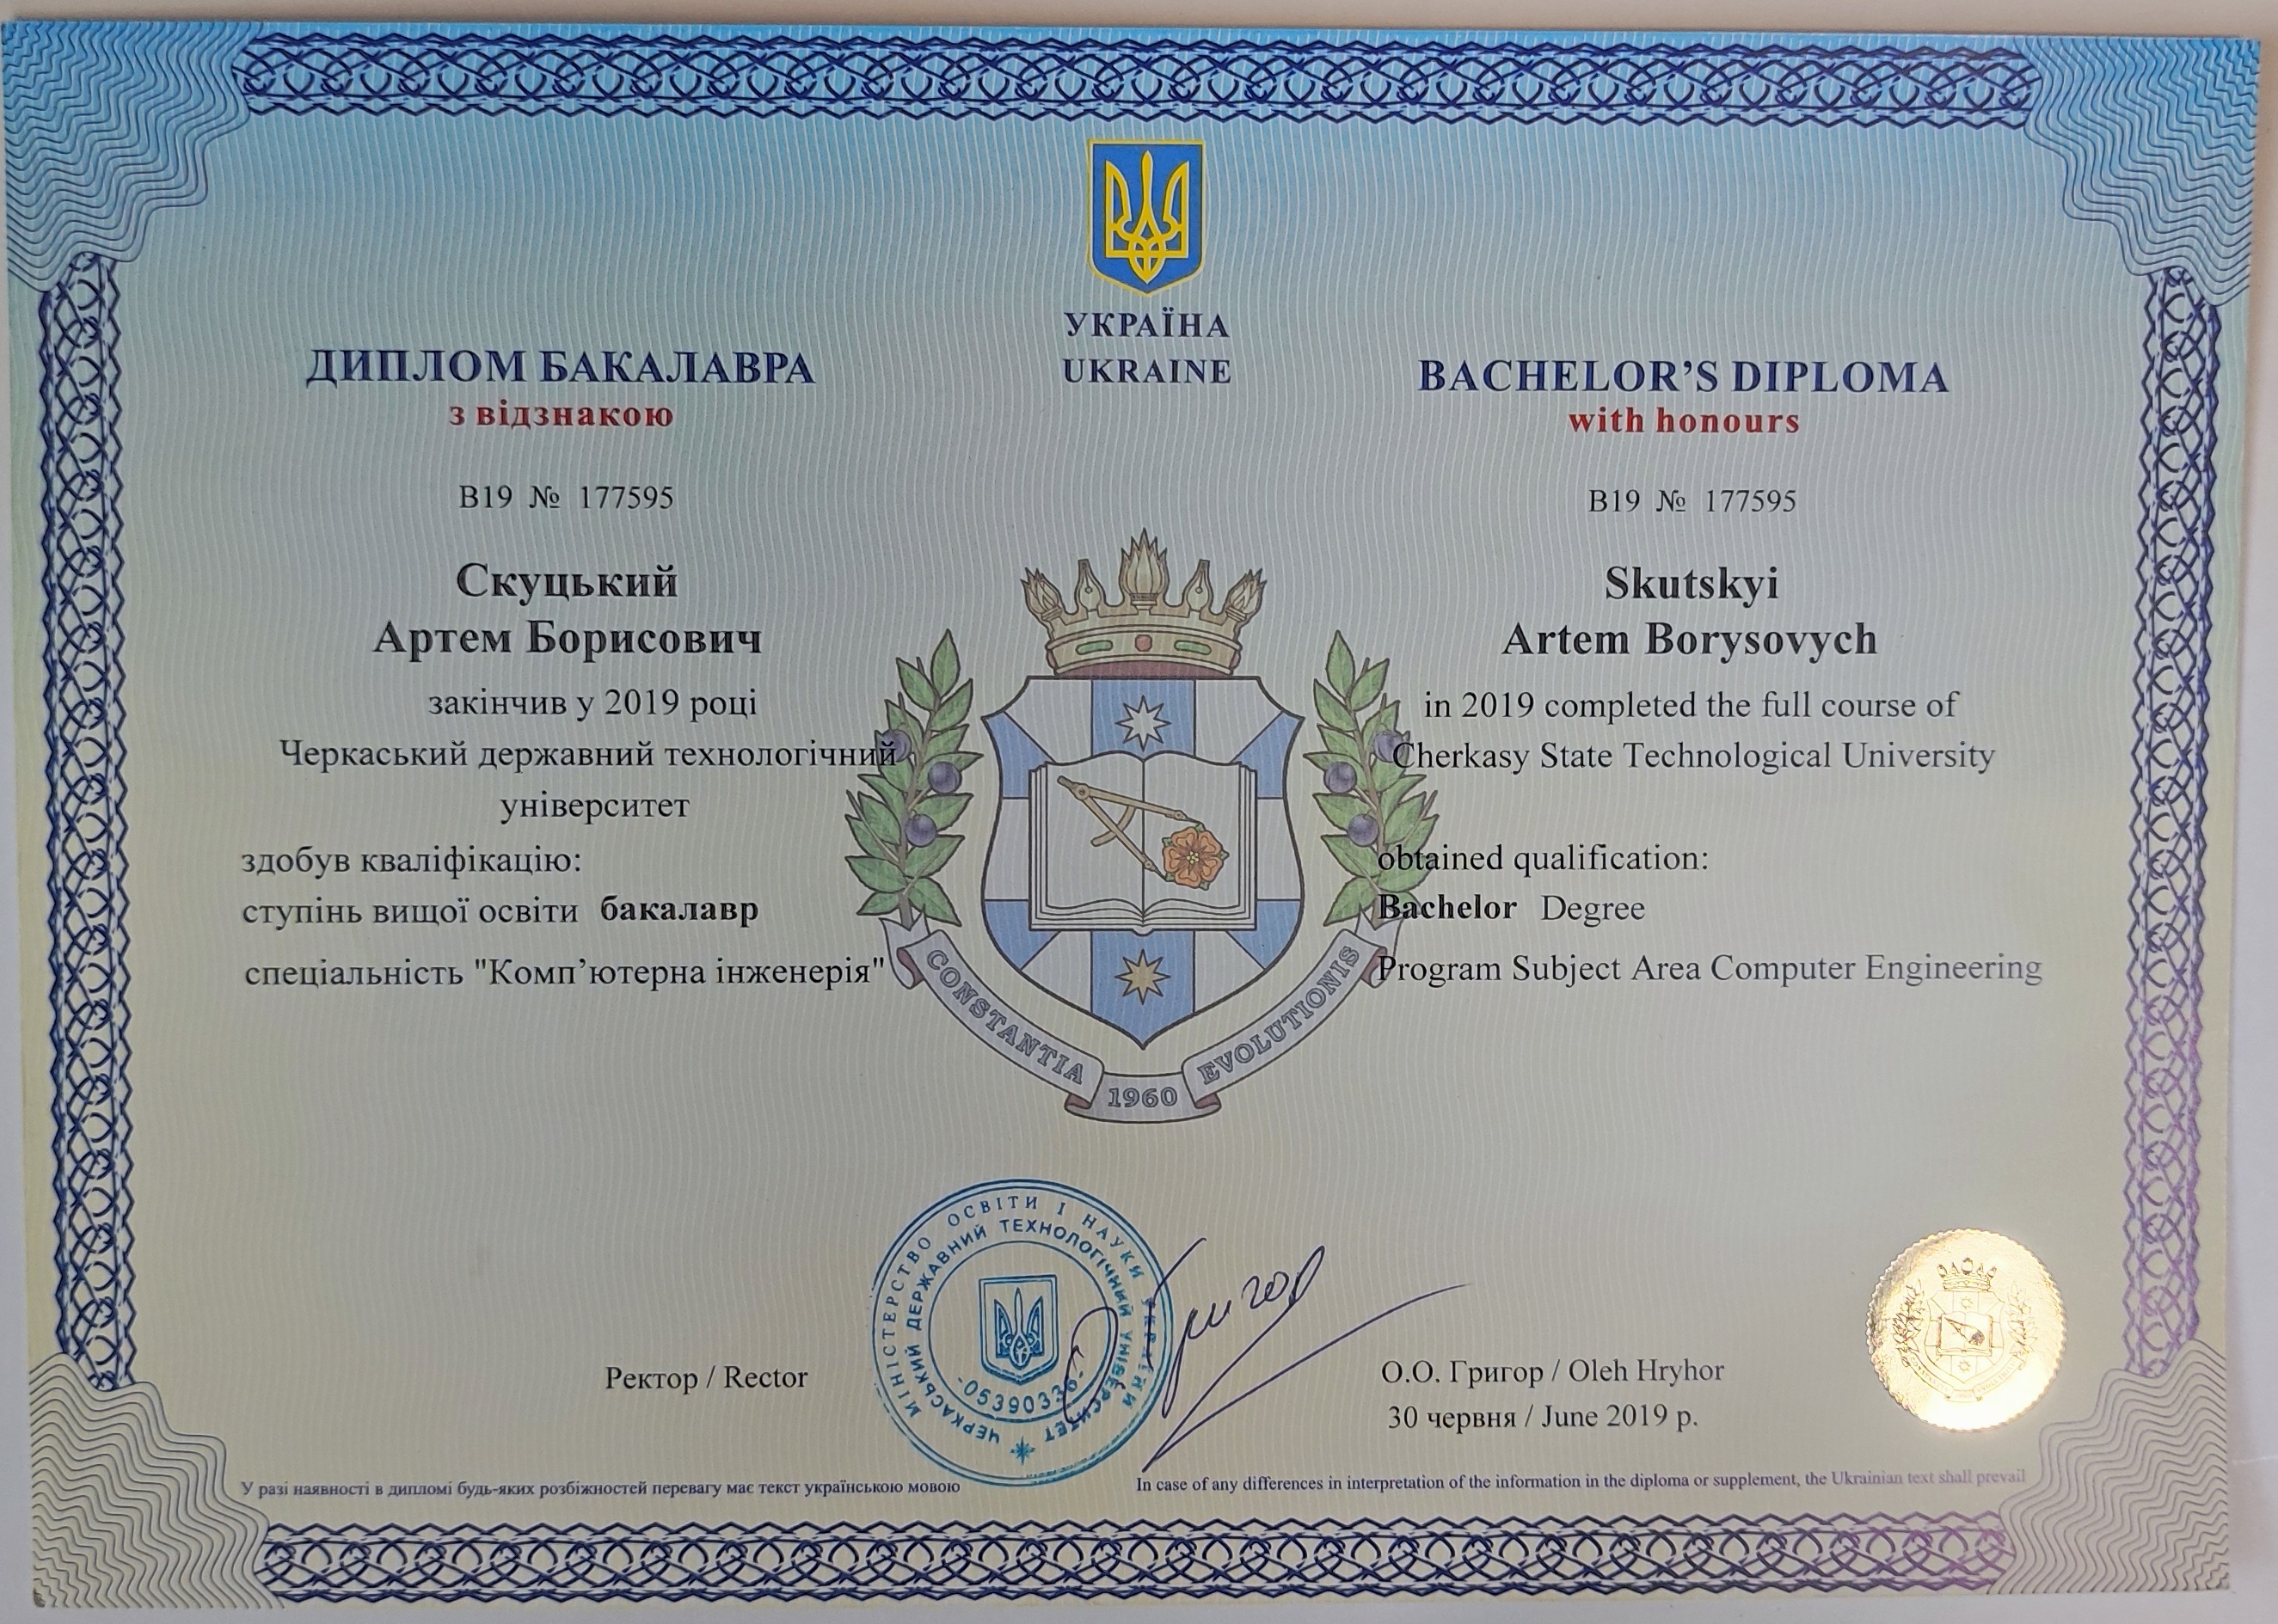 УКРАЇНА
UKRAINE
ДИПЛОМ БАКАЛАВРА
з відзнакою
В19 № 177595
Скуцький
Артем Борисович
закінчив у 2019 році
Черкаський державний технологічний
університет
здобув кваліфікацію:
ступінь вищої освіти бакалавр
спеціальність "Комп’ютерна інженерія"
BACHELOR’S DIPLOMA
with honours
B19 № 177595
Skutskyi
Artem Borysovych
in 2019 completed the full course of
Cherkasy State Technological University
obtained qualification:
Bachelor Degree
Program Subject Area Computer Engineering
CONSTANTIA 1960 EVOLUTIONIS
МІНІСТЕРСТВО ОСВІТИ І НАУКИ УКРАЇНИ
ЧЕРКАСЬКИЙ ДЕРЖАВНИЙ ТЕХНОЛОГІЧНИЙ УНІВЕРСИТЕТ
-05390336-
Григор
Ректор / Rector
О.О. Григор / Oleh Hryhor
30 червня / June 2019 р.
У разі наявності в дипломі будь-яких розбіжностей перевагу має текст українською мовою
In case of any differences in interpretation of the information in the diploma or supplement, the Ukrainian text shall prevail